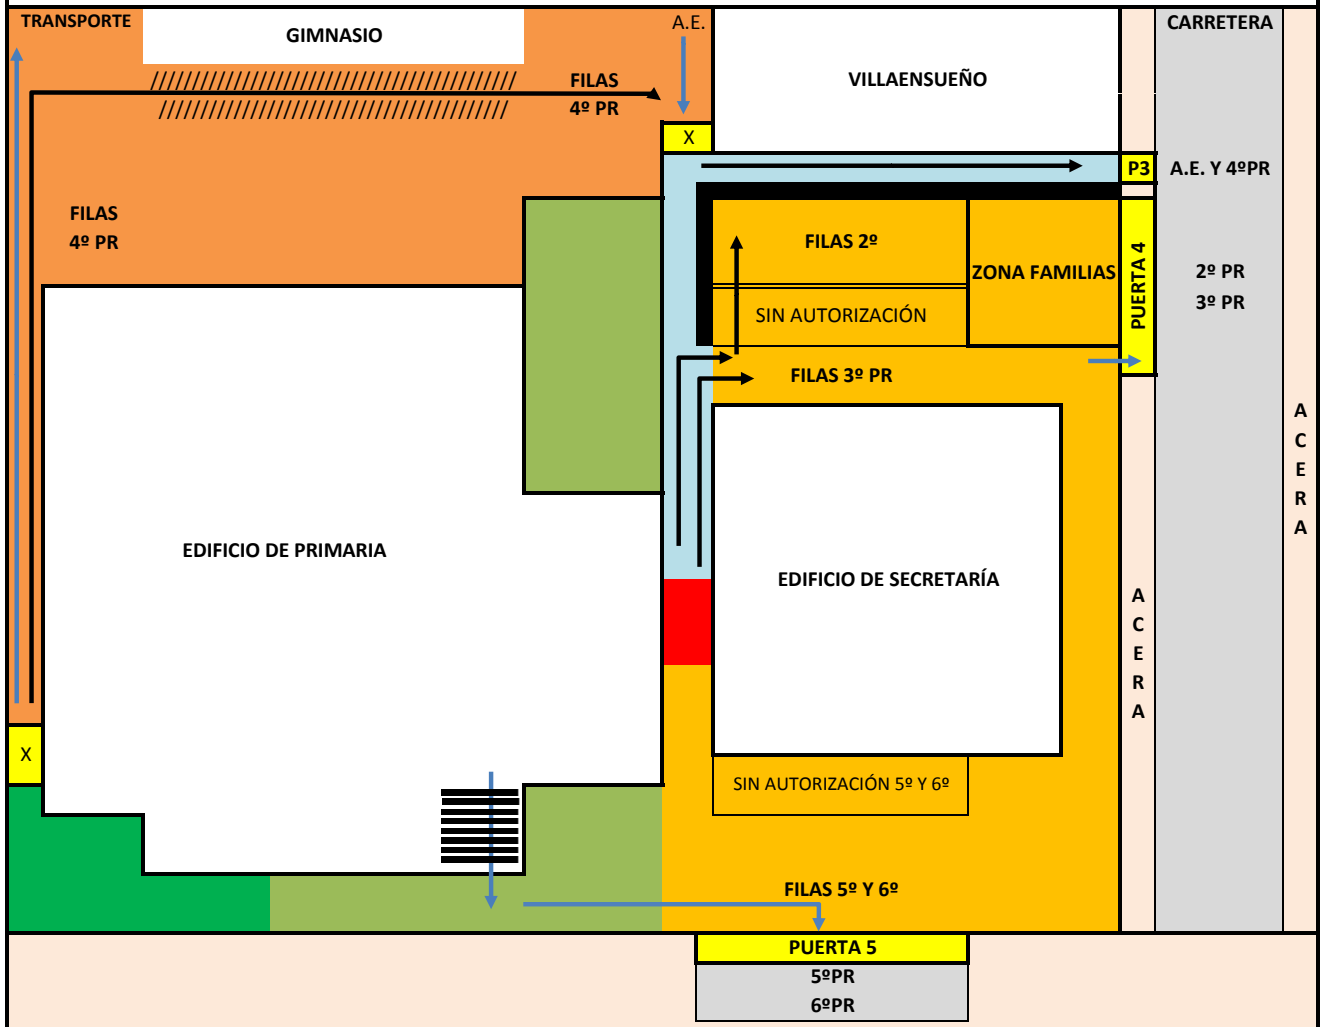 TRANSPORTE
GIMNASIO
A.E.
CARRETERA
VILLAENSUEÑO
////////////////////////////////////////
FILAS
4º PR
//////////////////////////////////////
X
P3
A.E. Y 4ºPR
FILAS
4º PR
FILAS 2º
ZONA FAMILIAS
PUERTA 4
2º PR
3º PR
SIN AUTORIZACIÓN
FILAS 3º PR
ACERA
EDIFICIO DE PRIMARIA
EDIFICIO DE SECRETARÍA
ACERA
X
SIN AUTORIZACIÓN 5º Y 6º
FILAS 5º Y 6º
PUERTA 5
5ºPR
6ºPR